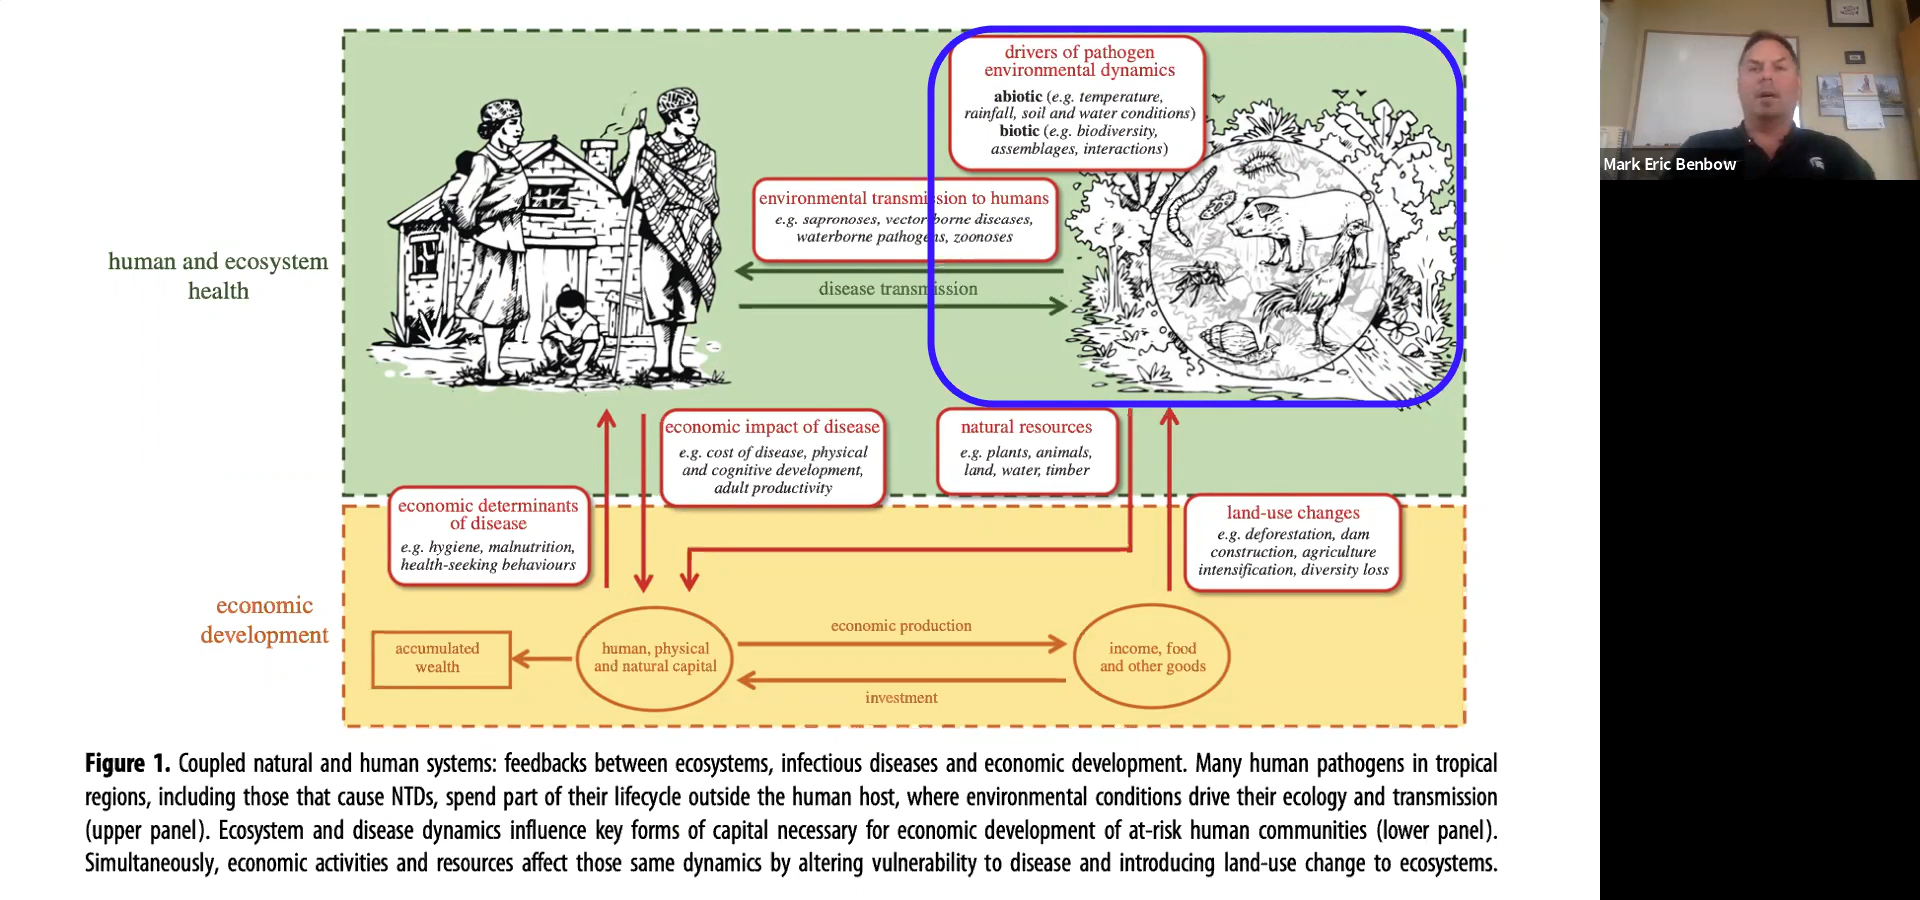 drivers of pathogen
environmental dynamics
abiotic (e.g. temperature,
rainfall, soil and water conditions)
biotic (e.g. biodiversity,
assemblages, interactions)
environmental transmission to humans
e.g. sapronoses, vector-borne diseases,
waterborne pathogens, zoonoses
disease transmission
human and ecosystem
health
economic impact of disease
e.g. cost of disease, physical
and cognitive development,
adult productivity
natural resources
e.g. plants, animals,
land, water, timber
economic determinants
of disease
e.g. hygiene, malnutrition,
health-seeking behaviours
land-use changes
e.g. deforestation, dam
construction, agriculture
intensification, diversity loss
economic
development
accumulated
wealth
human, physical
and natural capital
economic production
investment
income, food
and other goods
Figure 1. Coupled natural and human systems: feedbacks between ecosystems, infectious diseases and economic development. Many human pathogens in tropical
regions, including those that cause NTDs, spend part of their lifecycle outside the human host, where environmental conditions drive their ecology and transmission
(upper panel). Ecosystem and disease dynamics influence key forms of capital necessary for economic development of at-risk human communities (lower panel).
Simultaneously, economic activities and resources affect those same dynamics by altering vulnerability to disease and introducing land-use change to ecosystems.
Mark Eric Benbow